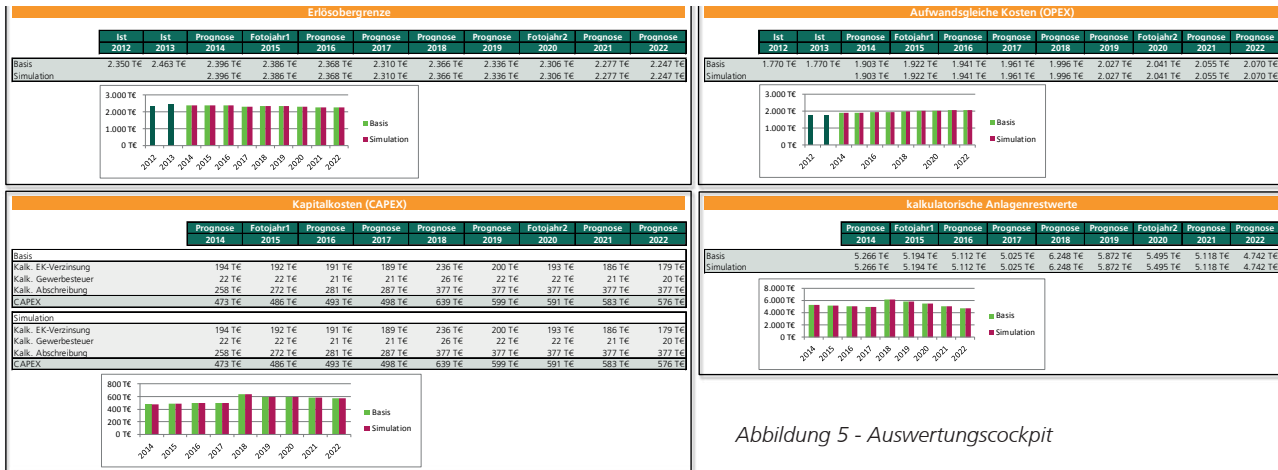 Erlösobergrenze
Ist Ist Prognose Fotojahr1 Prognose Prognose Prognose Prognose Fotojahr2 Prognose Prognose
2012 2013 2014 2015 2016 2017 2018 2019 2020 2021 2022
Basis 2.350 T€ 2.463 T€ 2.396 T€ 2.386 T€ 2.368 T€ 2.310 T€ 2.366 T€ 2.336 T€ 2.306 T€ 2.277 T€ 2.247 T€
Simulation 2.396 T€ 2.386 T€ 2.368 T€ 2.310 T€ 2.366 T€ 2.336 T€ 2.306 T€ 2.277 T€ 2.247 T€
3.000 T€
2.000 T€
1.000 T€
0 T€
2012 2013 2014 2015 2016 2017 2018 2019 2020 2021 2022
Basis
Simulation
Aufwandsgleiche Kosten (OPEX)
Ist Ist Prognose Fotojahr1 Prognose Prognose Prognose Prognose Fotojahr2 Prognose Prognose
2012 2013 2014 2015 2016 2017 2018 2019 2020 2021 2022
Basis 1.770 T€ 1.770 T€ 1.903 T€ 1.922 T€ 1.941 T€ 1.961 T€ 1.996 T€ 2.027 T€ 2.041 T€ 2.055 T€ 2.070 T€
Simulation 1.903 T€ 1.922 T€ 1.941 T€ 1.961 T€ 1.996 T€ 2.027 T€ 2.041 T€ 2.055 T€ 2.070 T€
3.000 T€
2.000 T€
1.000 T€
0 T€
2012 2014 2016 2018 2020 2022
Basis
Simulation
Kapitalkosten (CAPEX)
Prognose Fotojahr1 Prognose Prognose Prognose Prognose Fotojahr2 Prognose Prognose
2014 2015 2016 2017 2018 2019 2020 2021 2022
Basis
Kalk. EK-Verzinsung 194 T€ 192 T€ 191 T€ 189 T€ 236 T€ 200 T€ 193 T€ 186 T€ 179 T€
Kalk. Gewerbesteuer 22 T€ 22 T€ 21 T€ 21 T€ 26 T€ 22 T€ 22 T€ 21 T€ 20 T€
Kalk. Abschreibung 258 T€ 272 T€ 281 T€ 287 T€ 377 T€ 377 T€ 377 T€ 377 T€ 377 T€
CAPEX 473 T€ 486 T€ 493 T€ 498 T€ 639 T€ 599 T€ 591 T€ 583 T€ 576 T€
Simulation
Kalk. EK-Verzinsung 194 T€ 192 T€ 191 T€ 189 T€ 236 T€ 200 T€ 193 T€ 186 T€ 179 T€
Kalk. Gewerbesteuer 22 T€ 22 T€ 21 T€ 21 T€ 26 T€ 22 T€ 22 T€ 21 T€ 20 T€
Kalk. Abschreibung 258 T€ 272 T€ 281 T€ 287 T€ 377 T€ 377 T€ 377 T€ 377 T€ 377 T€
CAPEX 473 T€ 486 T€ 493 T€ 498 T€ 639 T€ 599 T€ 591 T€ 583 T€ 576 T€
800 T€
600 T€
400 T€
200 T€
0 T€
2014 2015 2016 2017 2018 2019 2020 2021 2022
Basis
Simulation
kalkulatorische Anlagenrestwerte
Prognose Fotojahr1 Prognose Prognose Prognose Prognose Fotojahr2 Prognose Prognose
2014 2015 2016 2017 2018 2019 2020 2021 2022
Basis 5.266 T€ 5.194 T€ 5.112 T€ 5.025 T€ 6.248 T€ 5.872 T€ 5.495 T€ 5.118 T€ 4.742 T€
Simulation 5.266 T€ 5.194 T€ 5.112 T€ 5.025 T€ 6.248 T€ 5.872 T€ 5.495 T€ 5.118 T€ 4.742 T€
8.000 T€
6.000 T€
4.000 T€
2.000 T€
0 T€
2014 2015 2016 2017 2018 2019 2020 2021 2022
Basis
Simulation
Abbildung 5 - Auswertungscockpit